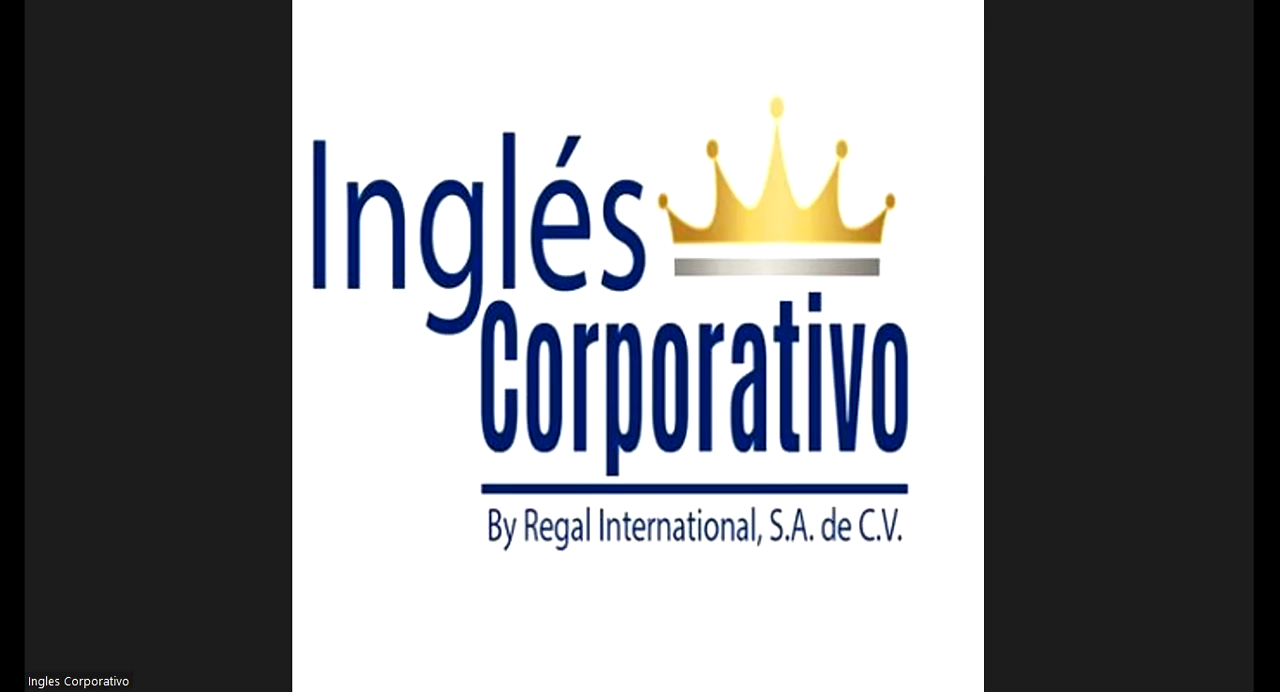 Inglés
Corporativo
By Regal International, S.A. de C.V.
Ingles Corporativo